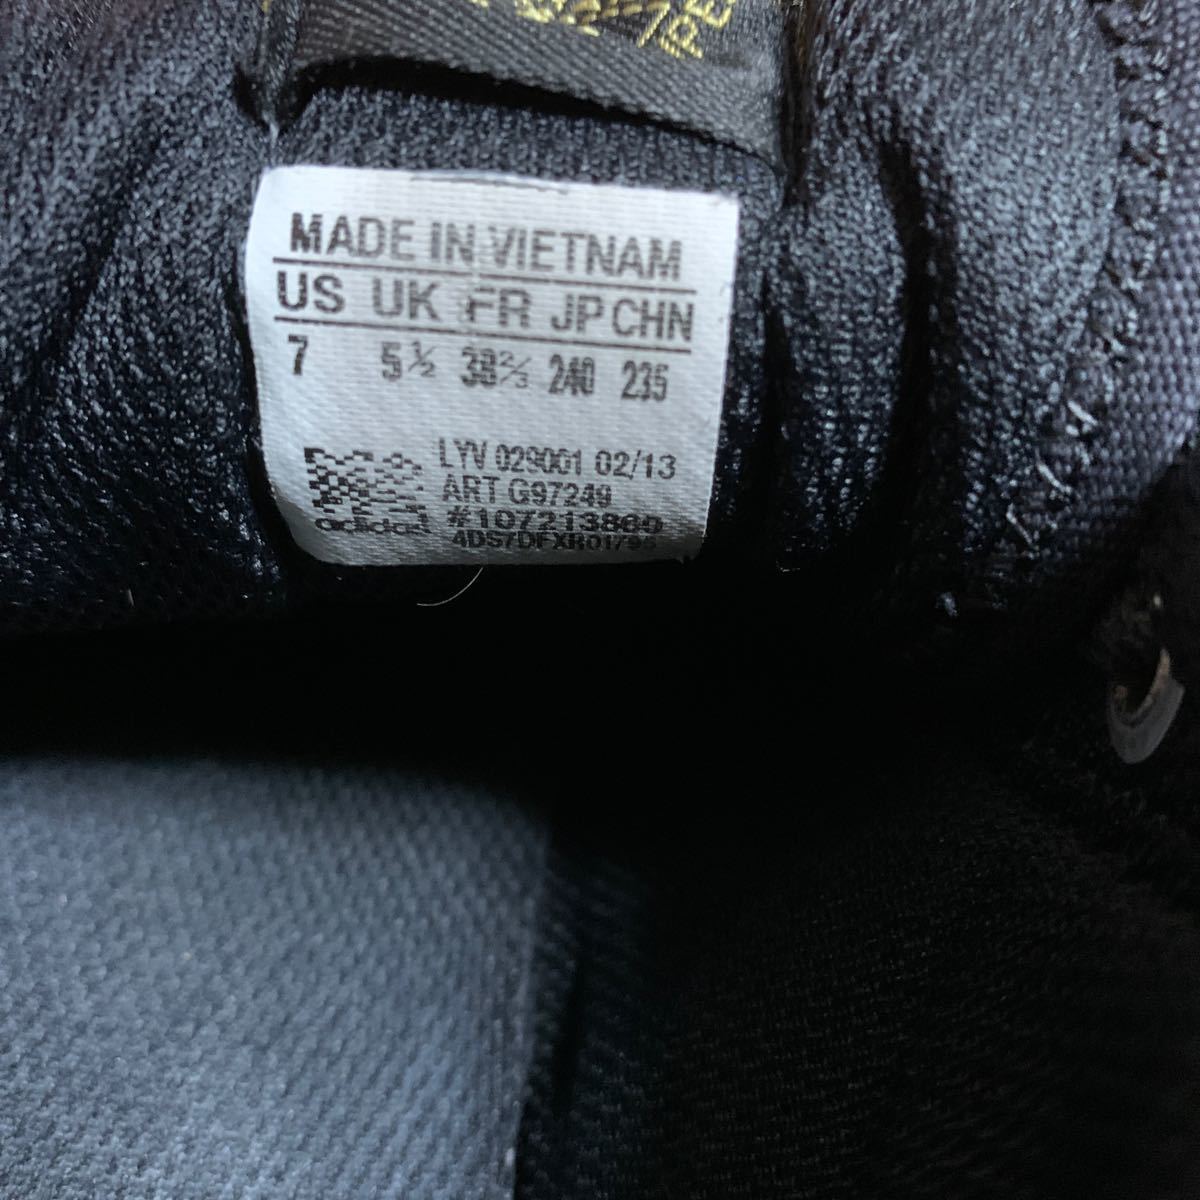 MADE IN VIETNAM
US UK FR JP CHN
7 5½ 38⅔ 240 235
LYV 029001 02/13
ART G97249
#107213800
adidas